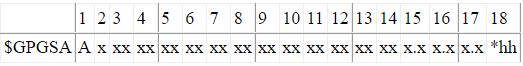 1 2 3 4 5 6 7 8 9 10 11 12 13 14 15 16 17 18
$GPGSA A x xx xx xx xx xx xx xx xx xx xx xx xx x.x x.x x.x *hh